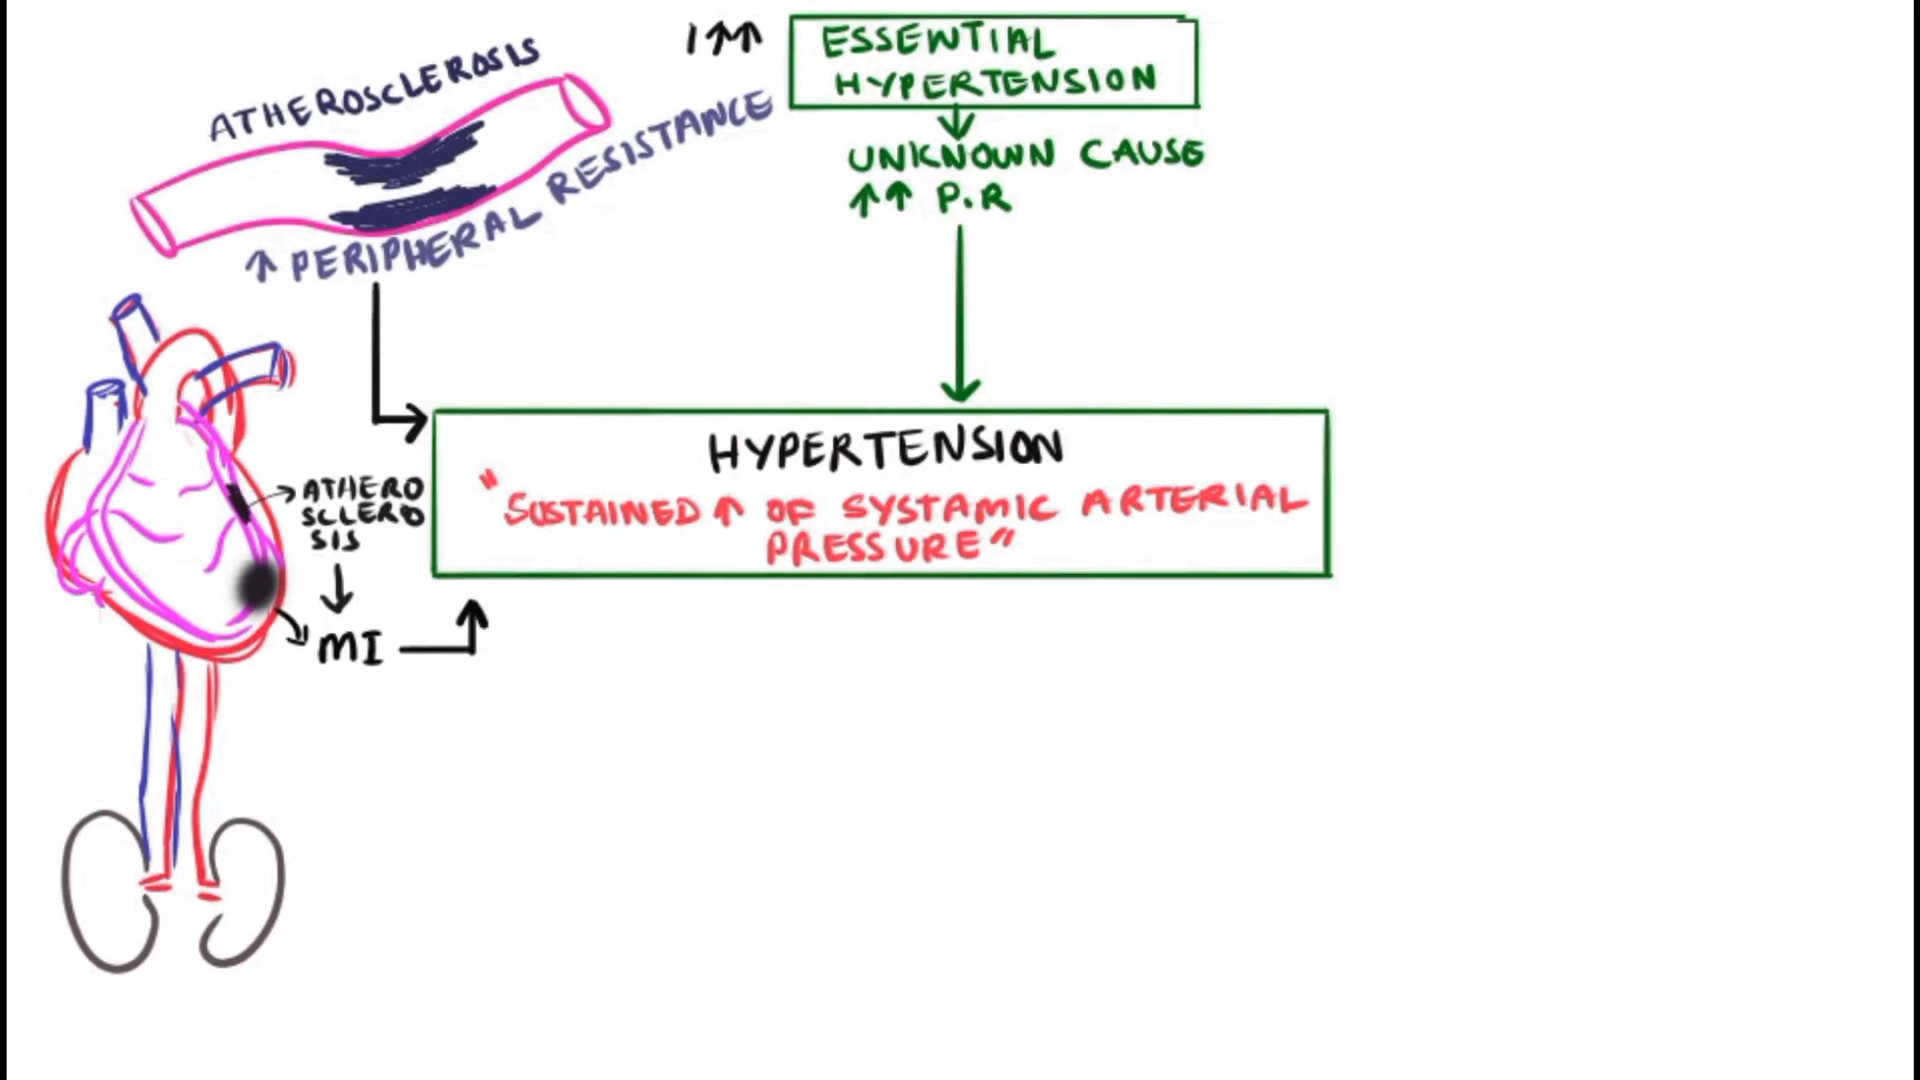 ATHEROSCLEROSIS
↑ PERIPHERAL RESISTANCE
1↑↑↑
ESSENTIAL
HYPERTENSION
UNKNOWN CAUSE
↑↑ P.R
HYPERTENSION
"SUSTAINED ↑ OF SYSTAMIC ARTERIAL
PRESSURE"
ATHERO
SCLERO
SIS
MI